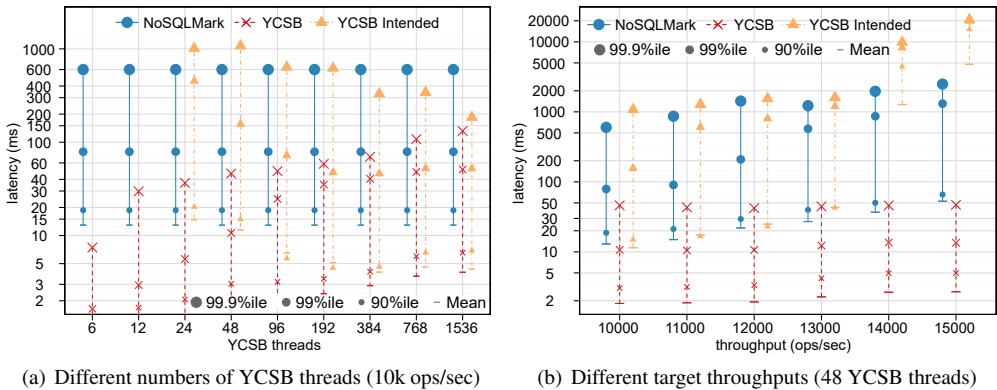 NoSQLMark YCSB YCSB Intended
1000
600
400
300
200
150
100
60
40
30
20
15
10
5
3
2
latency (ms)
99.9%ile 99%ile 90%ile Mean
6 12 24 48 96 192 384 768 1536
YCSB threads
(a) Different numbers of YCSB threads (10k ops/sec)
NoSQLMark YCSB YCSB Intended
99.9%ile 99%ile 90%ile Mean
20000
10000
5000
2000
1000
500
200
100
50
30
20
10
5
2
latency (ms)
10000 11000 12000 13000 14000 15000
throughput (ops/sec)
(b) Different target throughputs (48 YCSB threads)